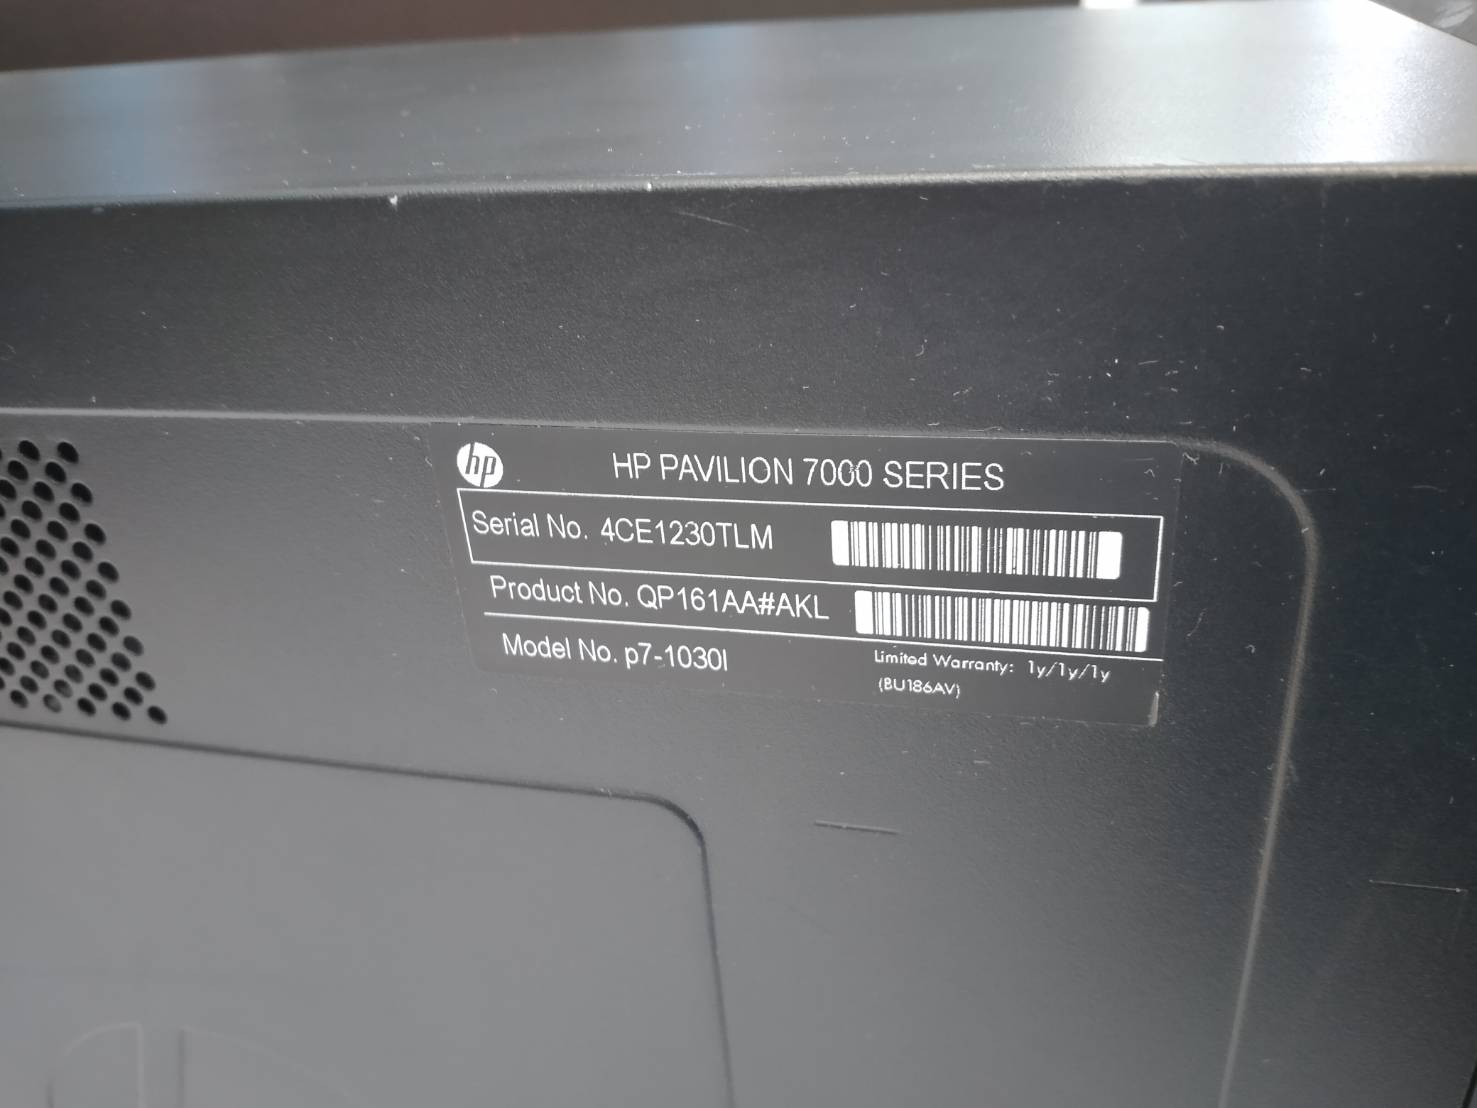 hp
HP PAVILION 7000 SERIES
Serial No. 4CE1230TLM
Product No. QP161AA#AKL
Model No. p7-1030l
Limited Warranty: 1y/1y/1y
(BU186AV)